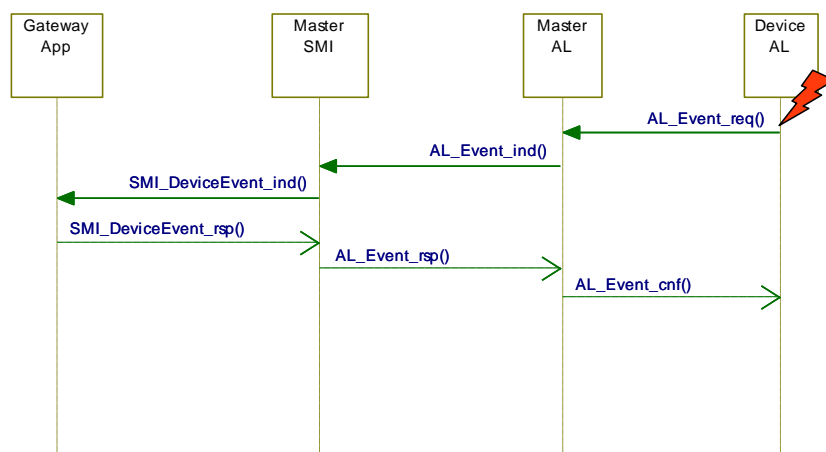 Gateway
App
Master
SMI
Master
AL
Device
AL
AL_Event_req()
AL_Event_ind()
SMI_DeviceEvent_ind()
SMI_DeviceEvent_rsp()
AL_Event_rsp()
AL_Event_cnf()